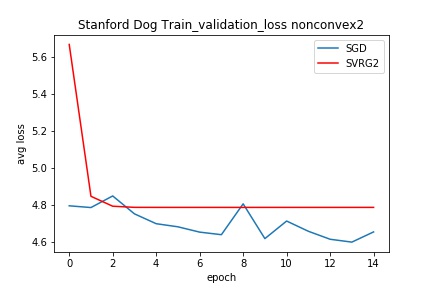 Stanford Dog Train_validation_loss nonconvex2
SGD
SVRG2
avg loss
5.6
5.4
5.2
5.0
4.8
4.6
0 2 4 6 8 10 12 14
epoch